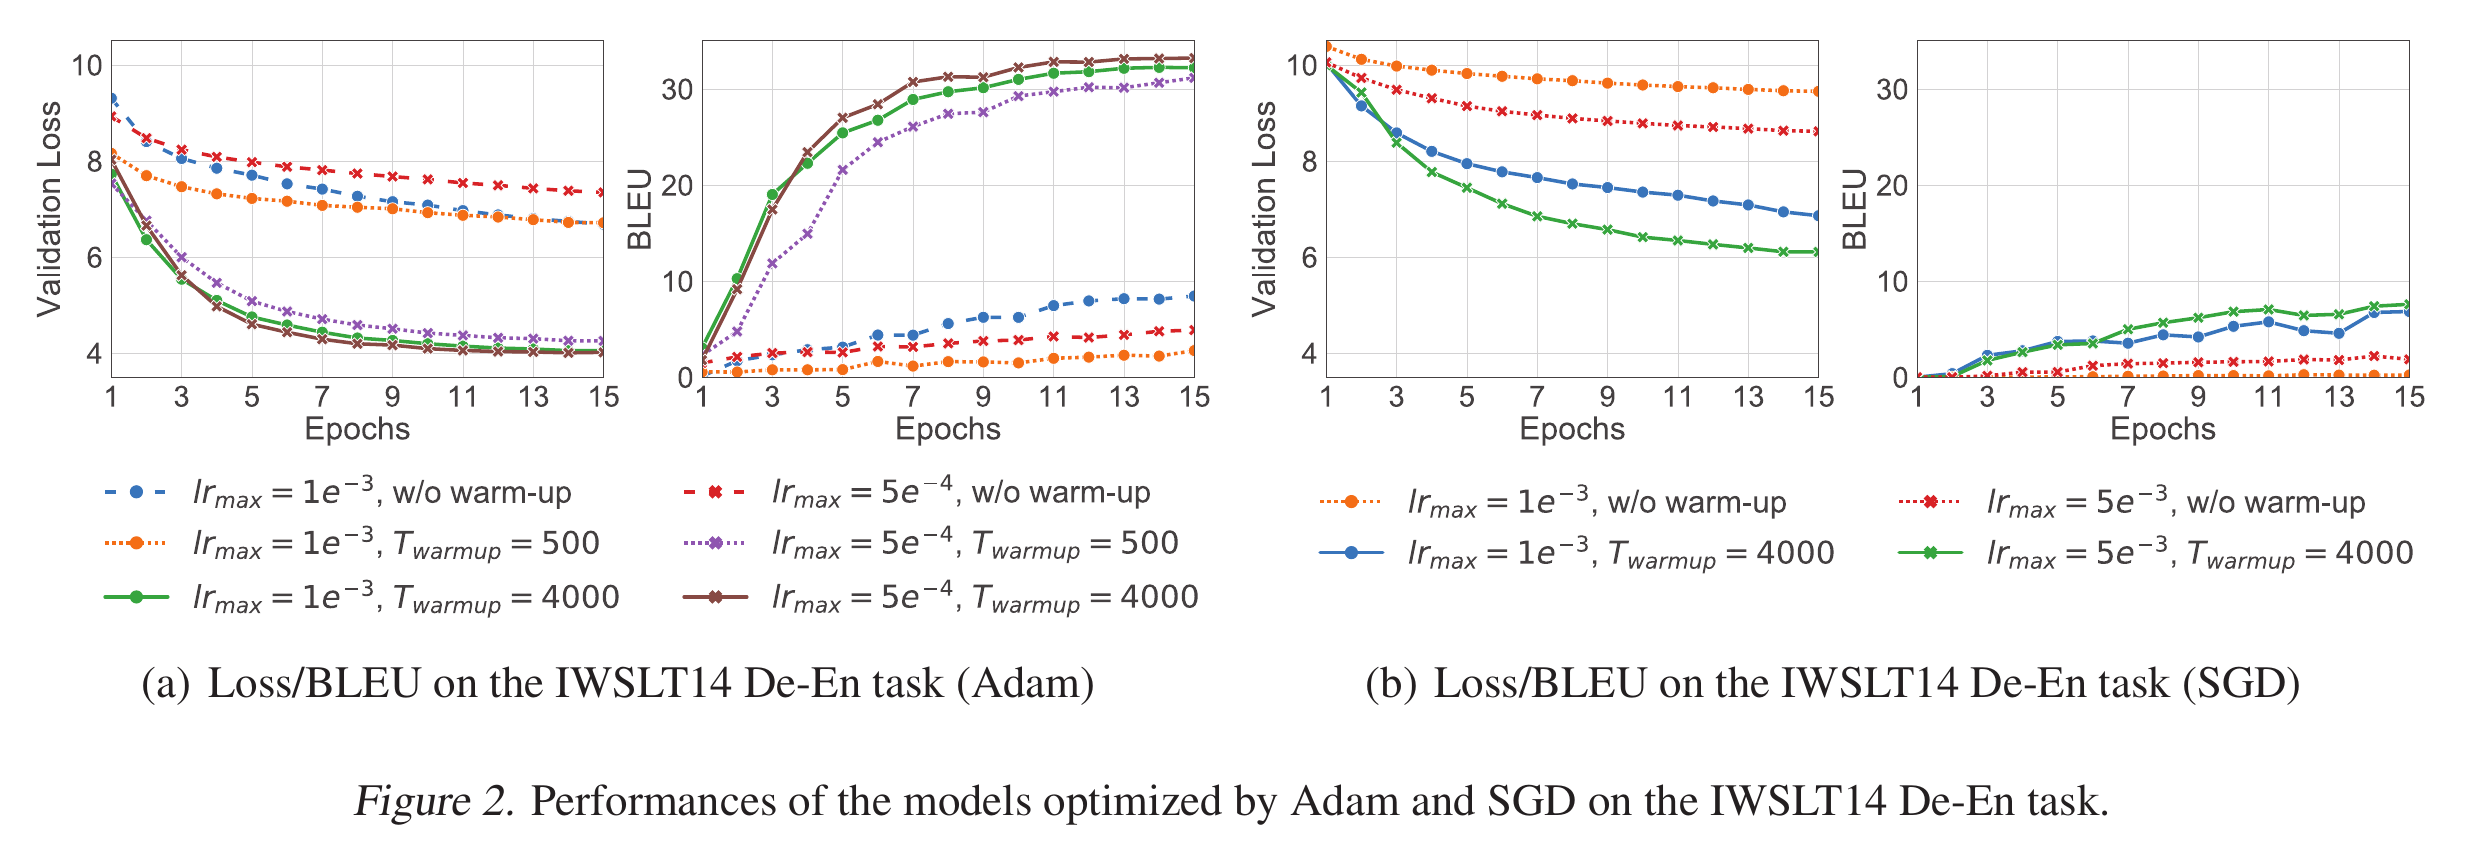 Validation Loss
10
8
6
4
1 3 5 7 9 11 13 15
Epochs
BLEU
30
20
10
0
1 3 5 7 9 11 13 15
Epochs
lr_max = 1e⁻³, w/o warm-up
lr_max = 5e⁻⁴, w/o warm-up
lr_max = 1e⁻³, T_warmup = 500
lr_max = 5e⁻⁴, T_warmup = 500
lr_max = 1e⁻³, T_warmup = 4000
lr_max = 5e⁻⁴, T_warmup = 4000
(a) Loss/BLEU on the IWSLT14 De-En task (Adam)
Validation Loss
10
8
6
4
1 3 5 7 9 11 13 15
Epochs
BLEU
30
20
10
0
1 3 5 7 9 11 13 15
Epochs
lr_max = 1e⁻³, w/o warm-up
lr_max = 5e⁻³, w/o warm-up
lr_max = 1e⁻³, T_warmup = 4000
lr_max = 5e⁻³, T_warmup = 4000
(b) Loss/BLEU on the IWSLT14 De-En task (SGD)
Figure 2. Performances of the models optimized by Adam and SGD on the IWSLT14 De-En task.